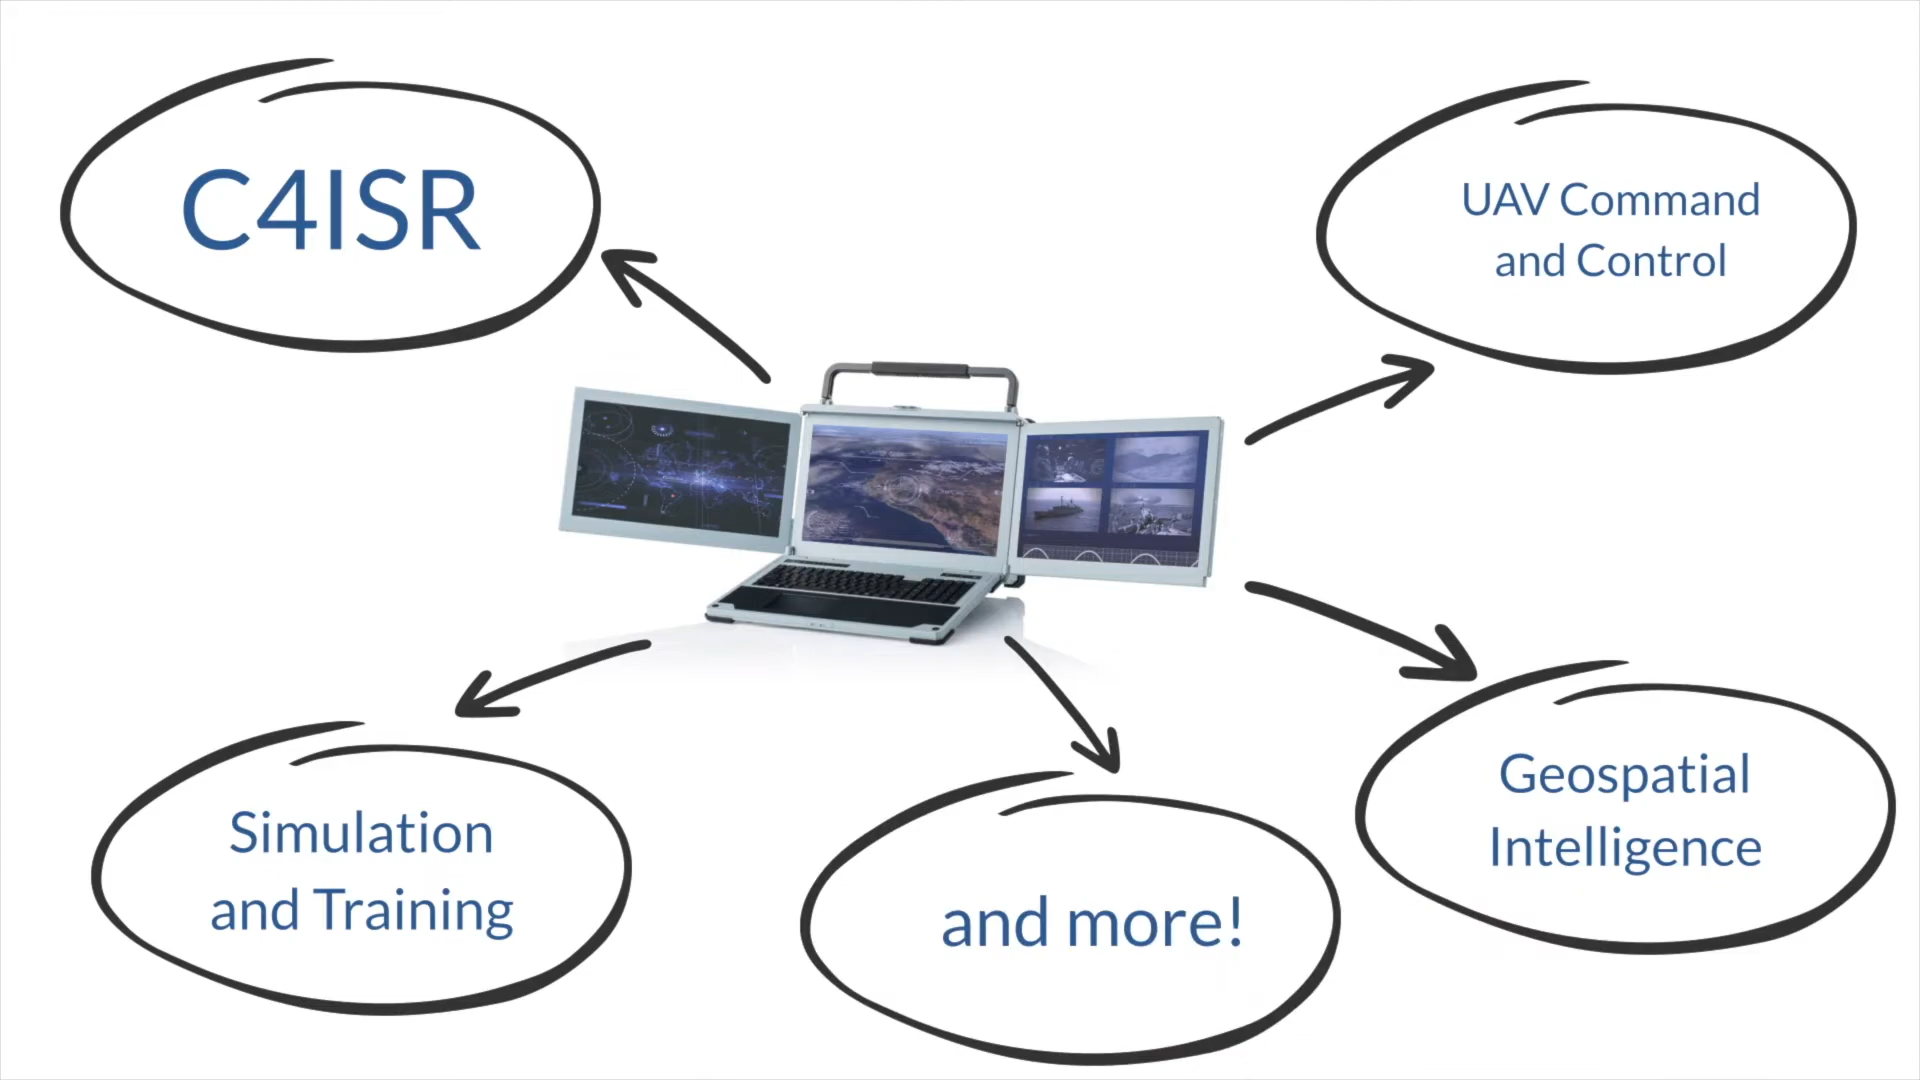 C4ISR
UAV Command
and Control
Simulation
and Training
and more!
Geospatial
Intelligence